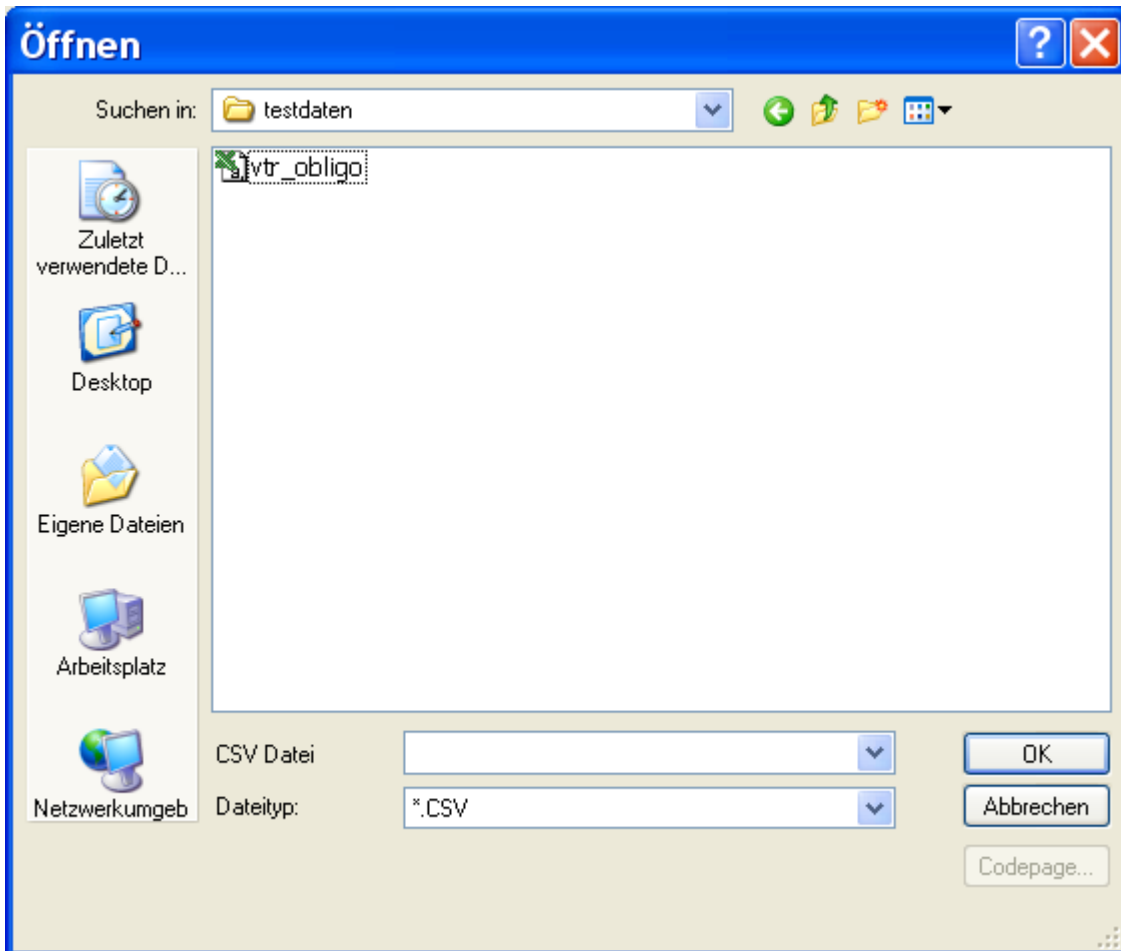 Öffnen
Suchen in:
testdaten
vtr_obligo
Zuletzt
verwendete D...
Desktop
Eigene Dateien
Arbeitsplatz
Netzwerkumgeb
CSV Datei
OK
Dateityp:
*.CSV
Abbrechen
Codepage...